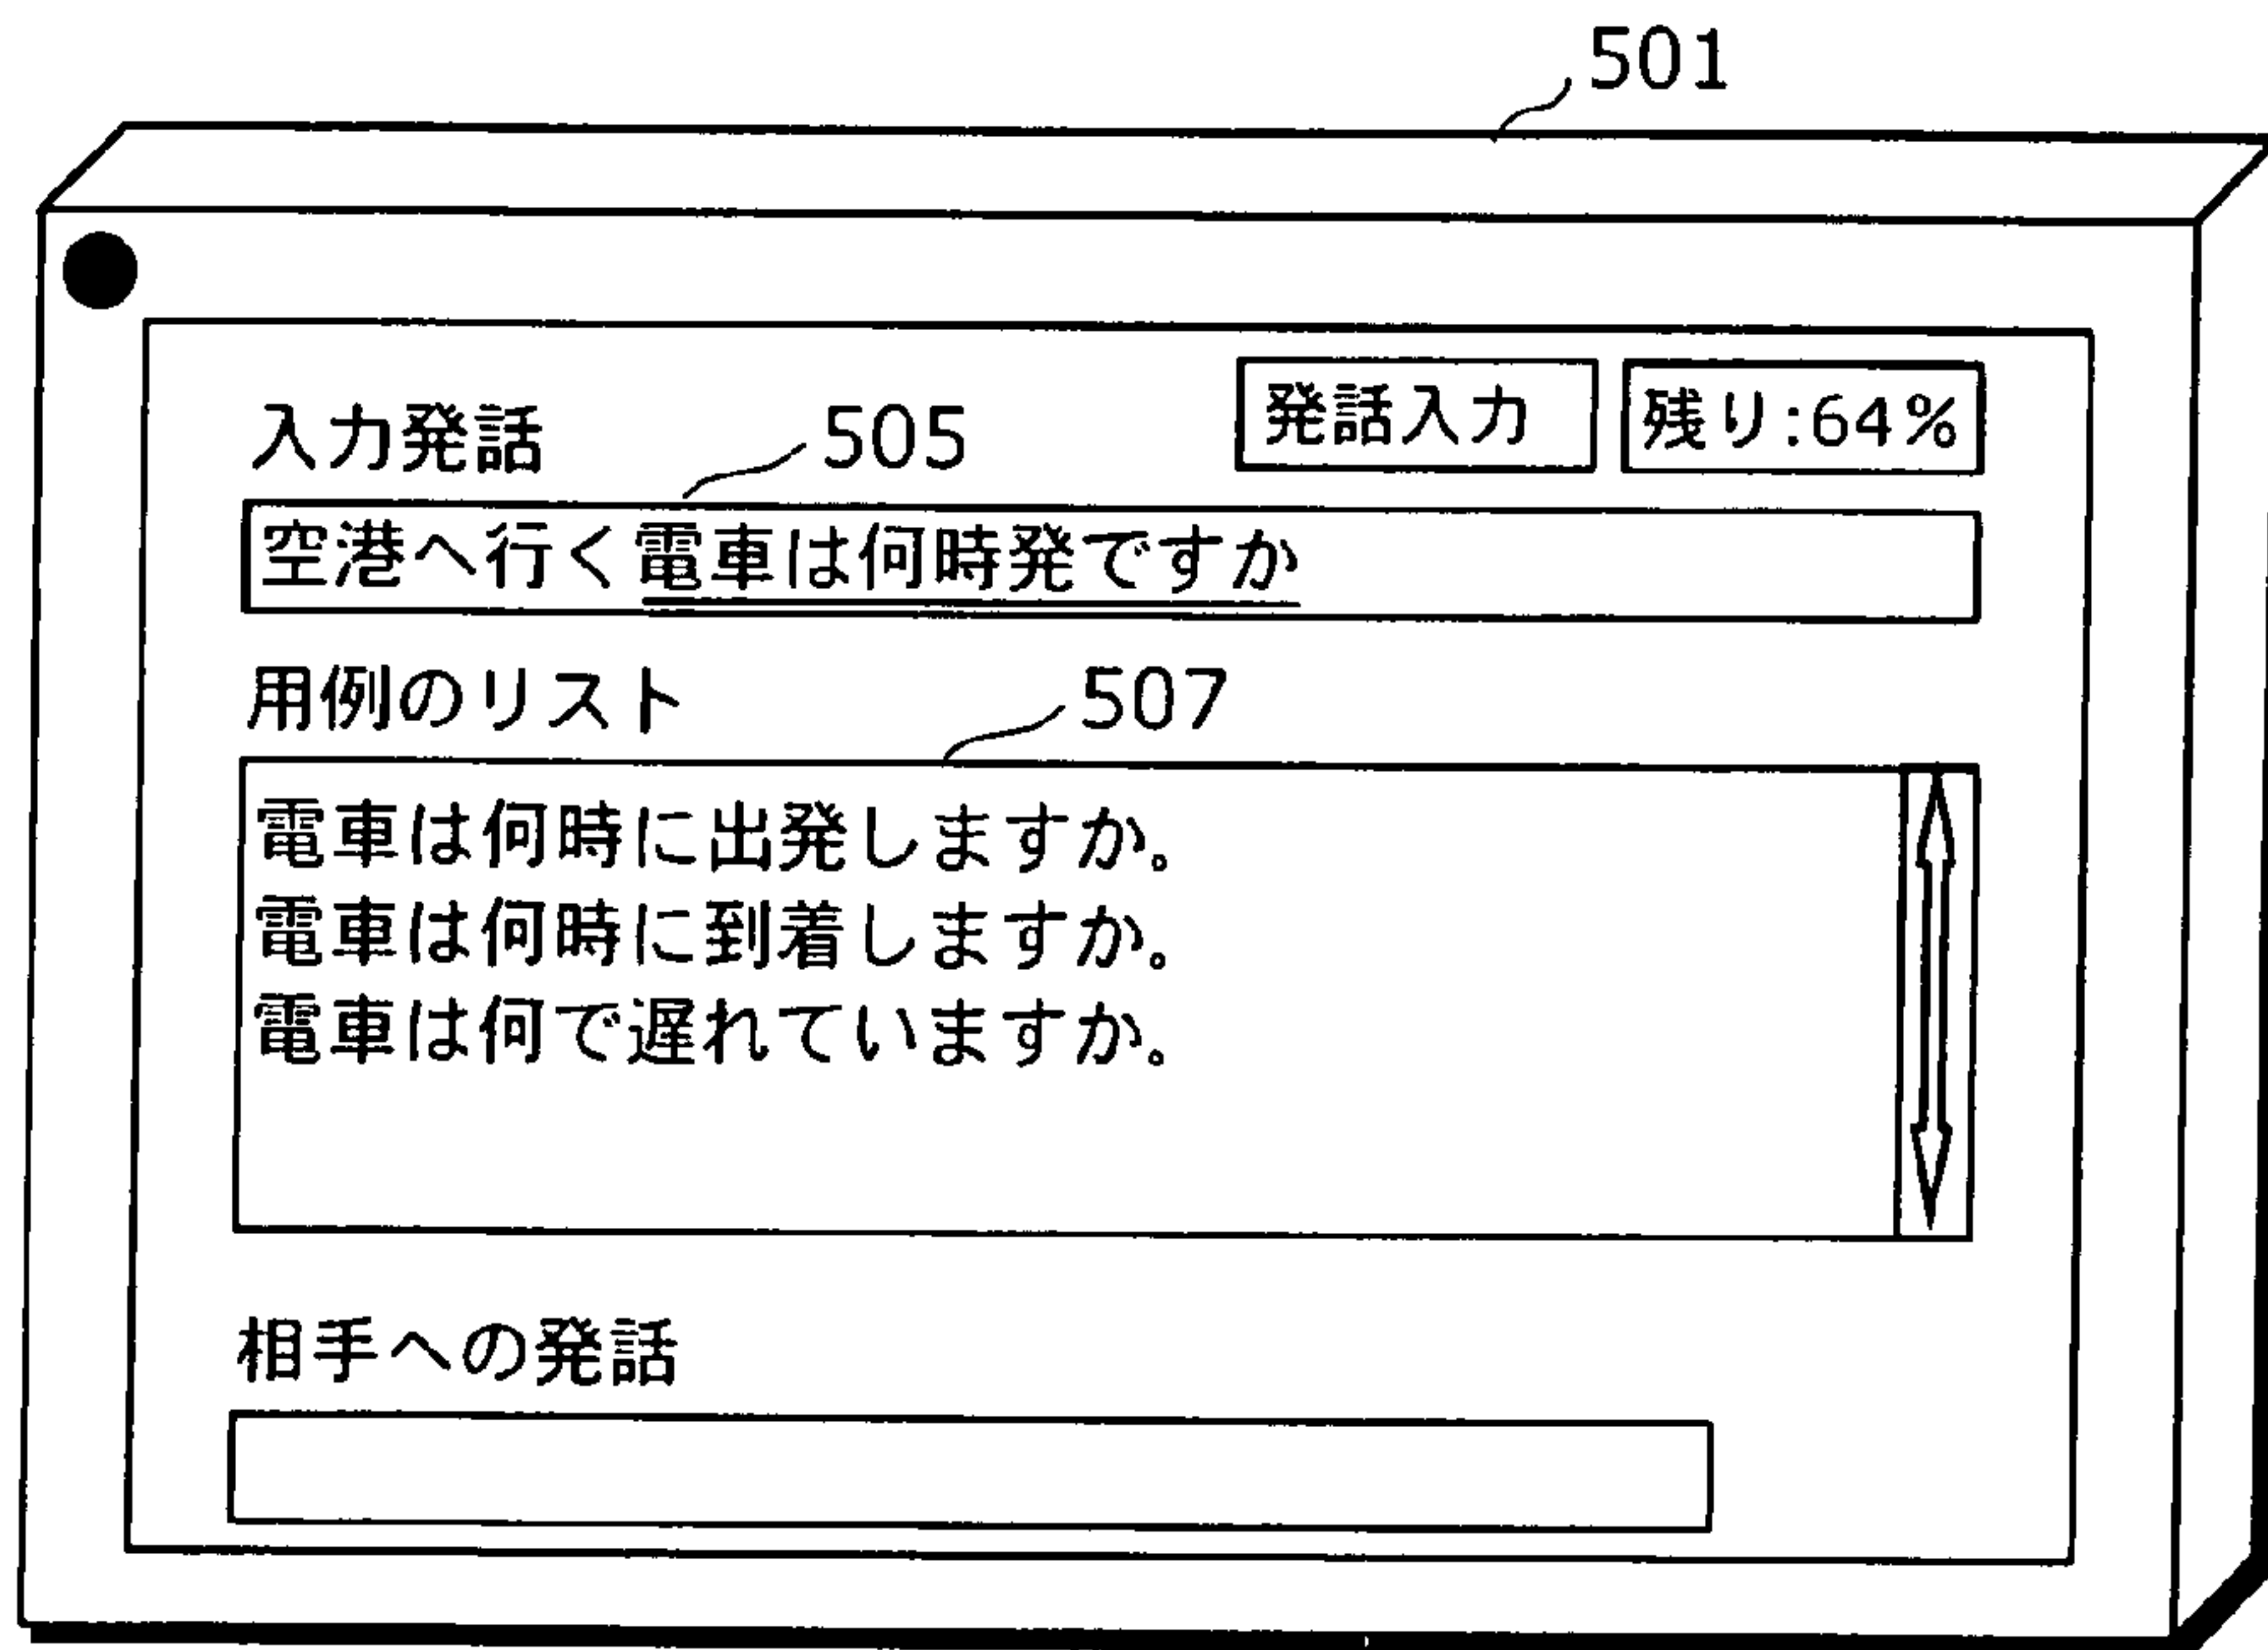 501
発話入力
残り:64%
入力発話
505
空港へ行く電車は何時発ですか
用例のリスト
507
電車は何時に出発しますか。
電車は何時に到着しますか。
電車は何で遅れていますか。
相手への発話